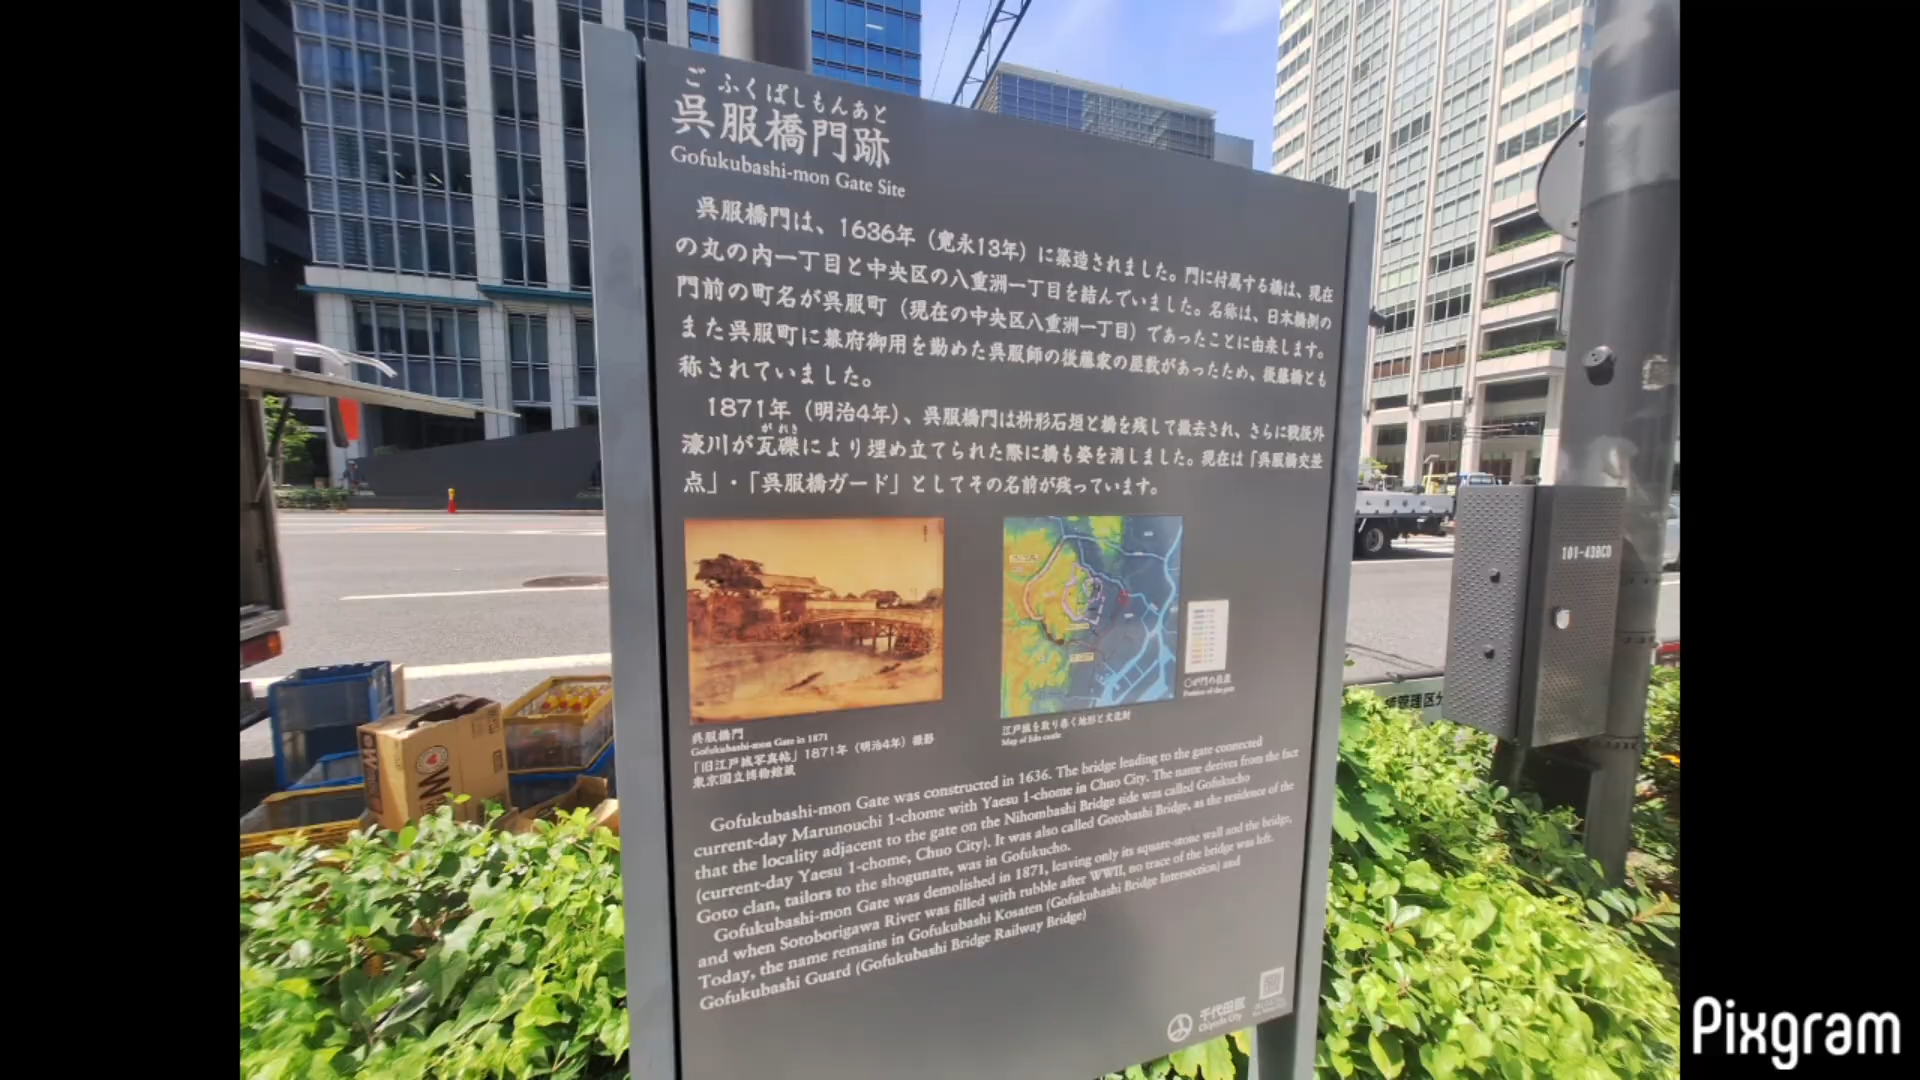 ごふくばしもんあと
呉服橋門跡
Gofukubashi-mon Gate Site
呉服橋門は、1636年（寛永13年）に築造されました。門に付属する橋は、現在
の丸の内一丁目と中央区の八重洲一丁目を結んでいました。名称は、日本橋側の
門前の町名が呉服町（現在の中央区八重洲一丁目）であったことに由来します。
また呉服町に幕府御用を勤めた呉服師の後藤家の屋敷があったため、後藤橋とも
称されていました。
1871年（明治4年）、呉服橋門は枡形石垣と橋を残して撤去され、さらに戦後外
がれき
濠川が瓦礫により埋め立てられた際に橋も姿を消しました。現在は「呉服橋交差
点」・「呉服橋ガード」としてその名前が残っています。
呉服橋門
Gofukubashi-mon Gate in 1871
「旧江戸城写真帖」1871年（明治4年）撮影
東京国立博物館蔵
江戸城を取り巻く地形と文化財
Map of Edo castle
○が門の位置
Position of the gate
Gofukubashi-mon Gate was constructed in 1636. The bridge leading to the gate connected
current-day Marunouchi 1-chome with Yaesu 1-chome in Chuo City. The name derives from the fact
that the locality adjacent to the gate on the Nihombashi Bridge side was called Gofukucho
(current-day Yaesu 1-chome, Chuo City). It was also called Gotobashi Bridge, as the residence of the
Goto clan, tailors to the shogunate, was in Gofukucho.
Gofukubashi-mon Gate was demolished in 1871, leaving only its square-stone wall and the bridge,
and when Sotoborigawa River was filled with rubble after WWII, no trace of the bridge was left.
Today, the name remains in Gofukubashi Kosaten (Gofukubashi Bridge Intersection) and
Gofukubashi Guard (Gofukubashi Bridge Railway Bridge)
千代田区
Chiyoda City
101-43BCD
管理区分
Pixgram